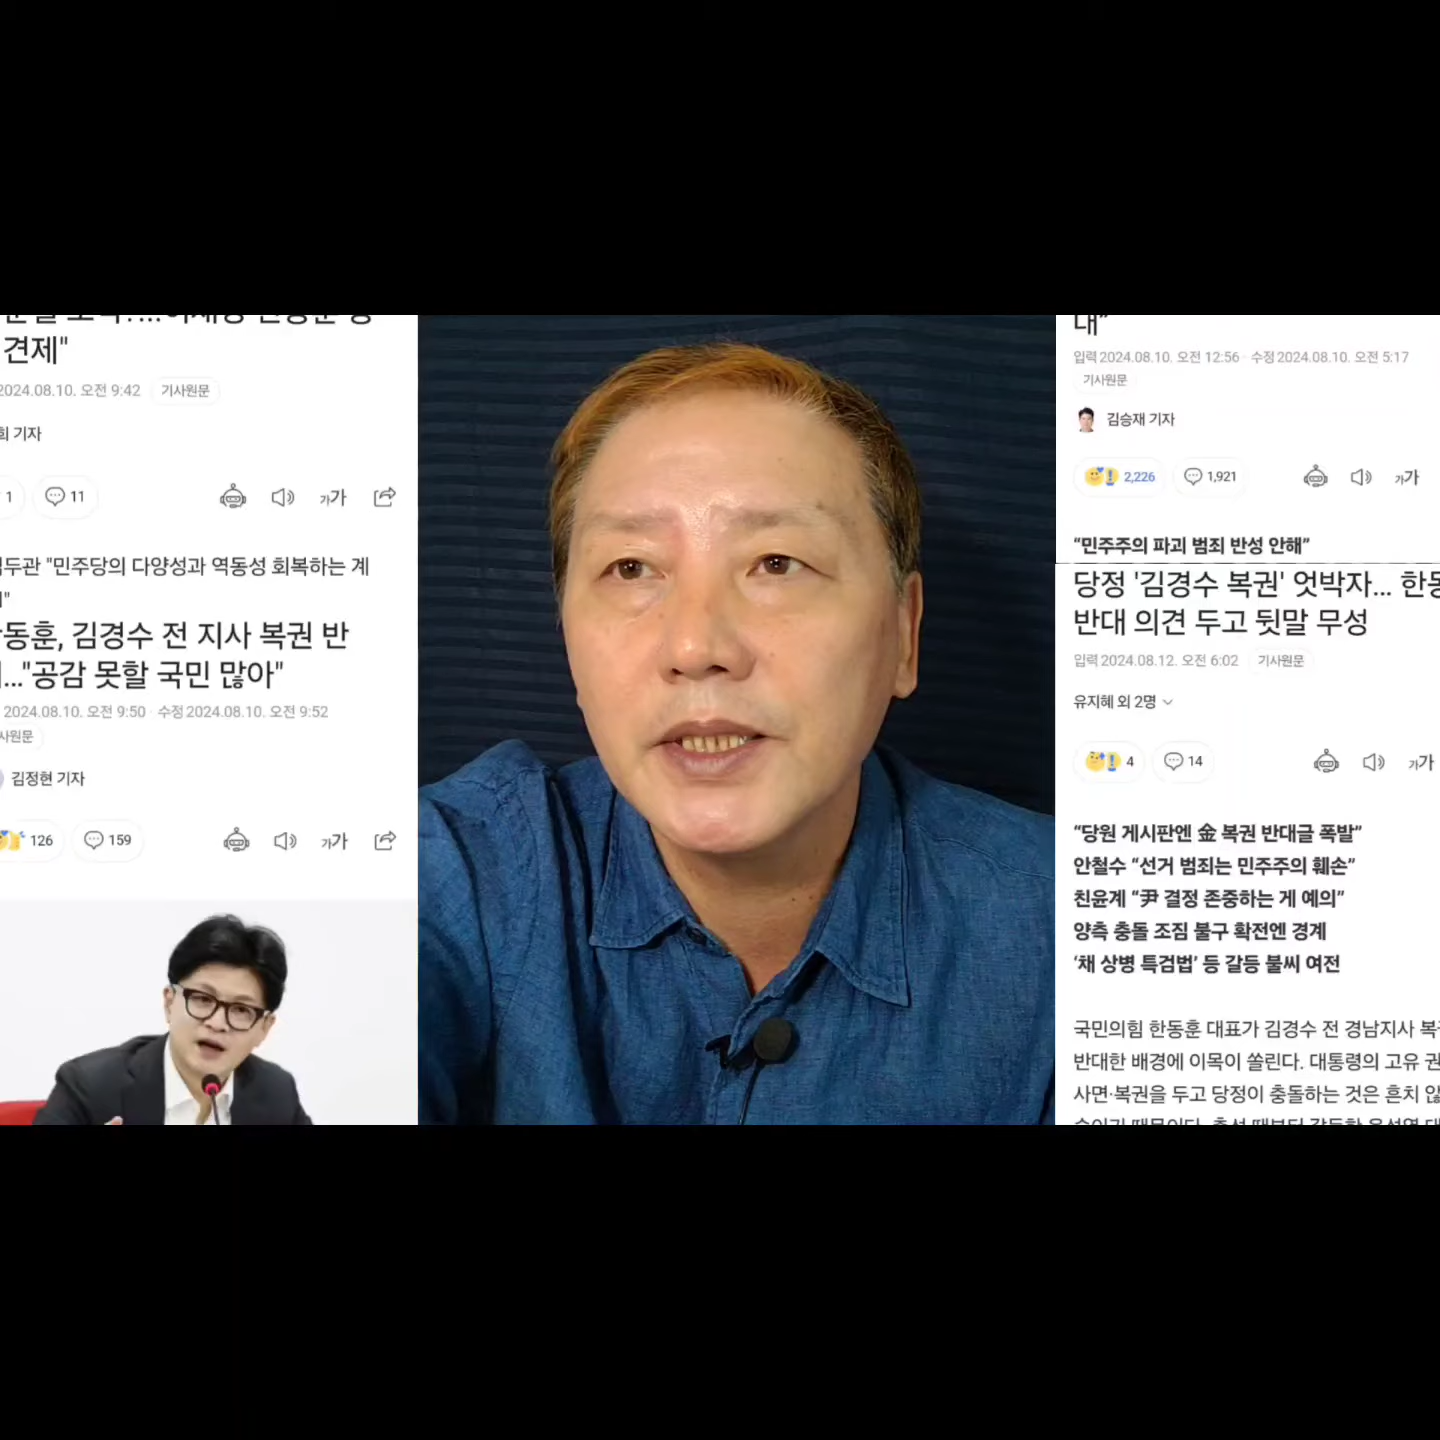 견제"
2024.08.10. 오전 9:42 기사원문
기자
1 11
가가
두관 "민주당의 다양성과 역동성 회복하는 계
"
동훈, 김경수 전 지사 복권 반
..."공감 못할 국민 많아"
2024.08.10. 오전 9:50 · 수정 2024.08.10. 오전 9:52
사원문
김정현 기자
126 159
가가
대”
입력 2024.08.10. 오전 12:56 · 수정 2024.08.10. 오전 5:17
기사원문
김승재 기자
2,226 1,921
가가
“민주주의 파괴 범죄 반성 안해”
당정 '김경수 복권' 엇박자... 한동
반대 의견 두고 뒷말 무성
입력 2024.08.12. 오전 6:02 기사원문
유지혜 외 2명
4 14
가가
“당원 게시판엔 金 복권 반대글 폭발”
안철수 “선거 범죄는 민주주의 훼손”
친윤계 “尹 결정 존중하는 게 예의”
양측 충돌 조짐 불구 확전엔 경계
‘채 상병 특검법’ 등 갈등 불씨 여전
국민의힘 한동훈 대표가 김경수 전 경남지사 복
반대한 배경에 이목이 쏠린다. 대통령의 고유 권
사면·복권을 두고 당정이 충돌하는 것은 흔치 않